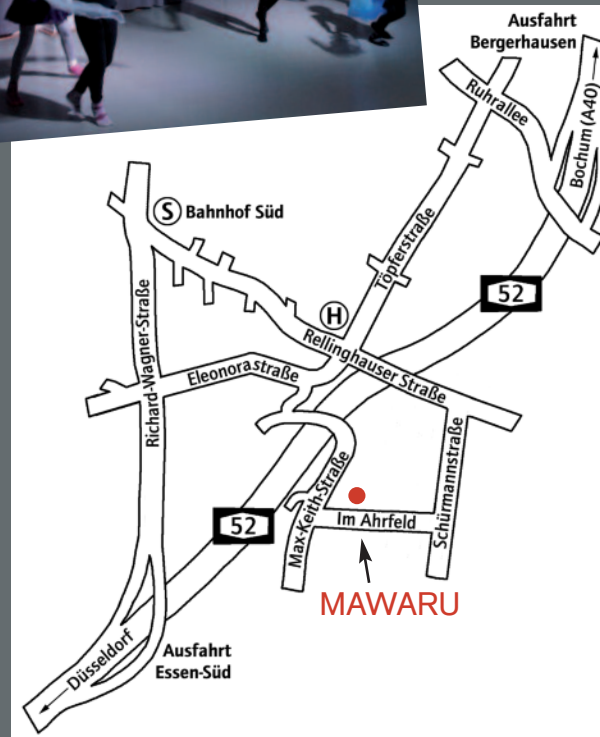 Ausfahrt
Bergerhausen
Ruhrallee
Bochum (A40)
S Bahnhof Süd
Töpferstraße
52
H
Rellinghauser Straße
Richard-Wagner-Straße
Eleonorastraße
Schürmannstraße
Max-Keith-Straße
52
Im Ahrfeld
MAWARU
Düsseldorf
Ausfahrt
Essen-Süd